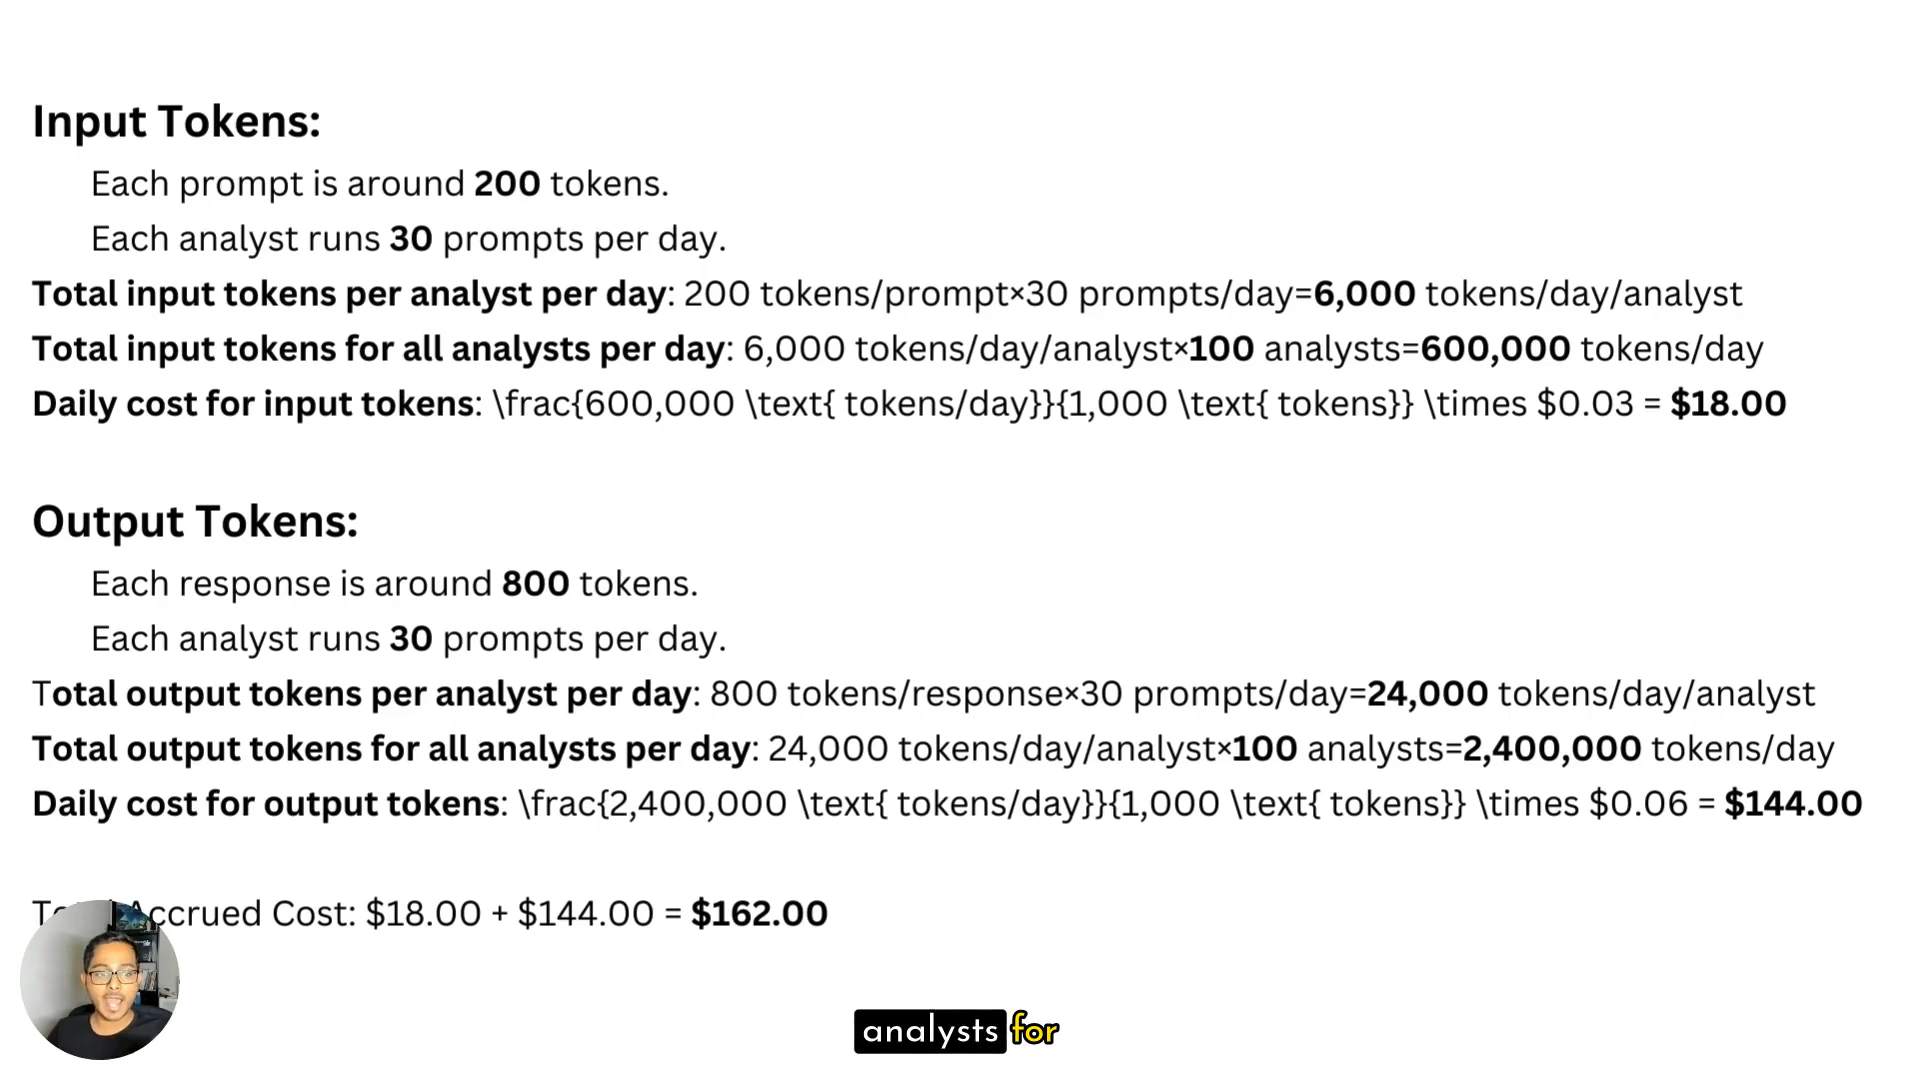 Input Tokens:
Each prompt is around 200 tokens.
Each analyst runs 30 prompts per day.
Total input tokens per analyst per day: 200 tokens/prompt×30 prompts/day=6,000 tokens/day/analyst
Total input tokens for all analysts per day: 6,000 tokens/day/analyst×100 analysts=600,000 tokens/day
Daily cost for input tokens: \frac{600,000 \text{ tokens/day}}{1,000 \text{ tokens}} \times $0.03 = $18.00
Output Tokens:
Each response is around 800 tokens.
Each analyst runs 30 prompts per day.
Total output tokens per analyst per day: 800 tokens/response×30 prompts/day=24,000 tokens/day/analyst
Total output tokens for all analysts per day: 24,000 tokens/day/analyst×100 analysts=2,400,000 tokens/day
Daily cost for output tokens: \frac{2,400,000 \text{ tokens/day}}{1,000 \text{ tokens}} \times $0.06 = $144.00
Accrued Cost: $18.00 + $144.00 = $162.00
analysts for